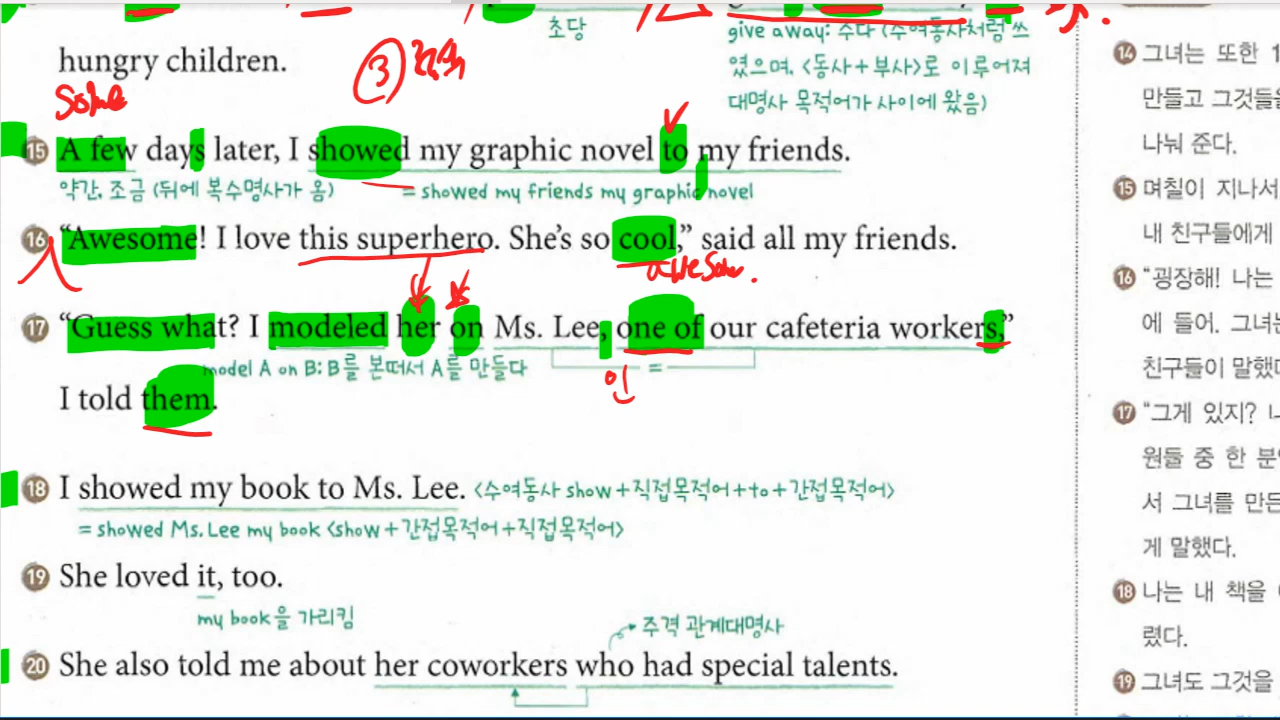 초당
give away: 주다 (수여동사처럼 쓰
였으며, <동사+부사>로 이루어져
대명사 목적어가 사이에 왔음)
hungry children.
③
some
15 A few days later, I showed my graphic novel to my friends.
약간, 조금 (뒤에 복수명사가 옴)
= showed my friends my graphic novel
16 “Awesome! I love this superhero. She’s so cool,” said all my friends.
17 “Guess what? I modeled her on Ms. Lee, one of our cafeteria workers,”
model A on B: B를 본떠서 A를 만들다
=
인
I told them.
18 I showed my book to Ms. Lee. <수여동사 show+직접목적어+to+간접목적어>
= showed Ms. Lee my book <show+간접목적어+직접목적어>
19 She loved it, too.
my book을 가리킴
주격 관계대명사
20 She also told me about her coworkers who had special talents.
14 그녀는 또한 1
만들고 그것들을
나눠 준다.
15 며칠이 지나서
내 친구들에게
16 “굉장해! 나는
에 들어. 그녀는
친구들이 말했다
17 “그게 있지? 나
원들 중 한 분
서 그녀를 만든
게 말했다.
18 나는 내 책을
렸다.
19 그녀도 그것을